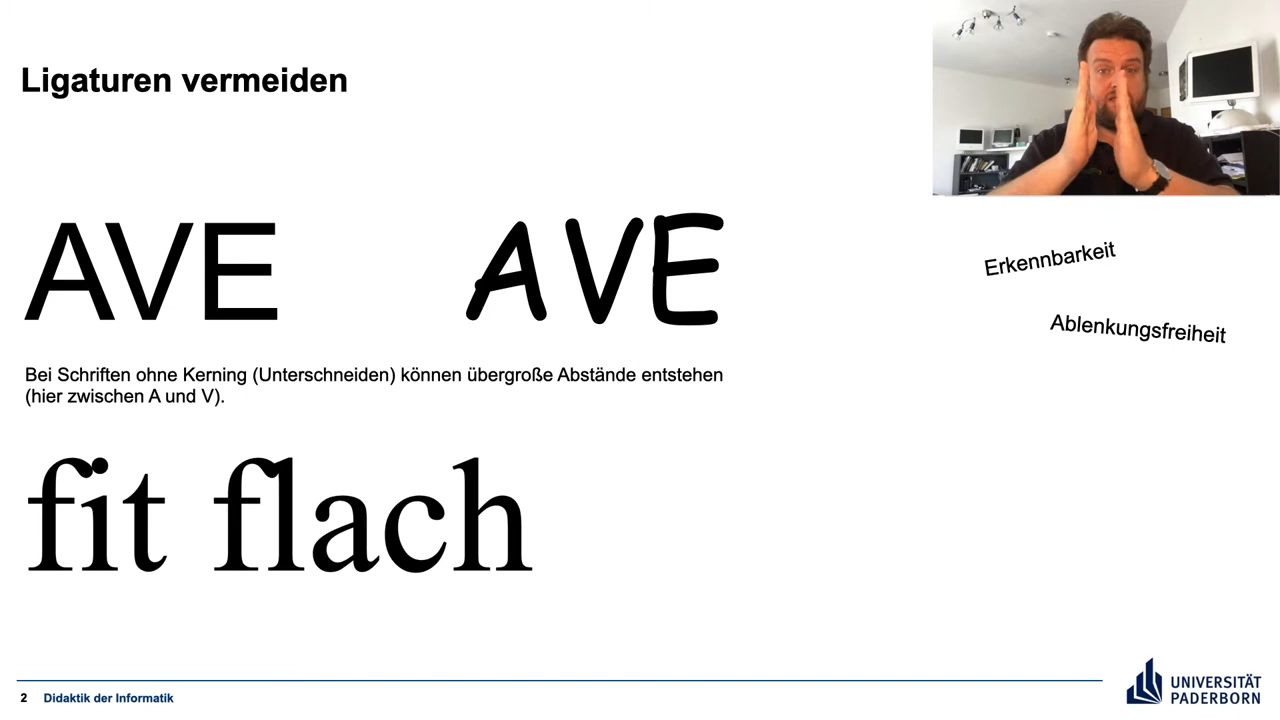 Ligaturen vermeiden
AVE
AVE
Erkennbarkeit
Ablenkungsfreiheit
Bei Schriften ohne Kerning (Unterschneiden) können übergroße Abstände entstehen
(hier zwischen A und V).
fit flach
2 Didaktik der Informatik
UNIVERSITÄT
PADERBORN